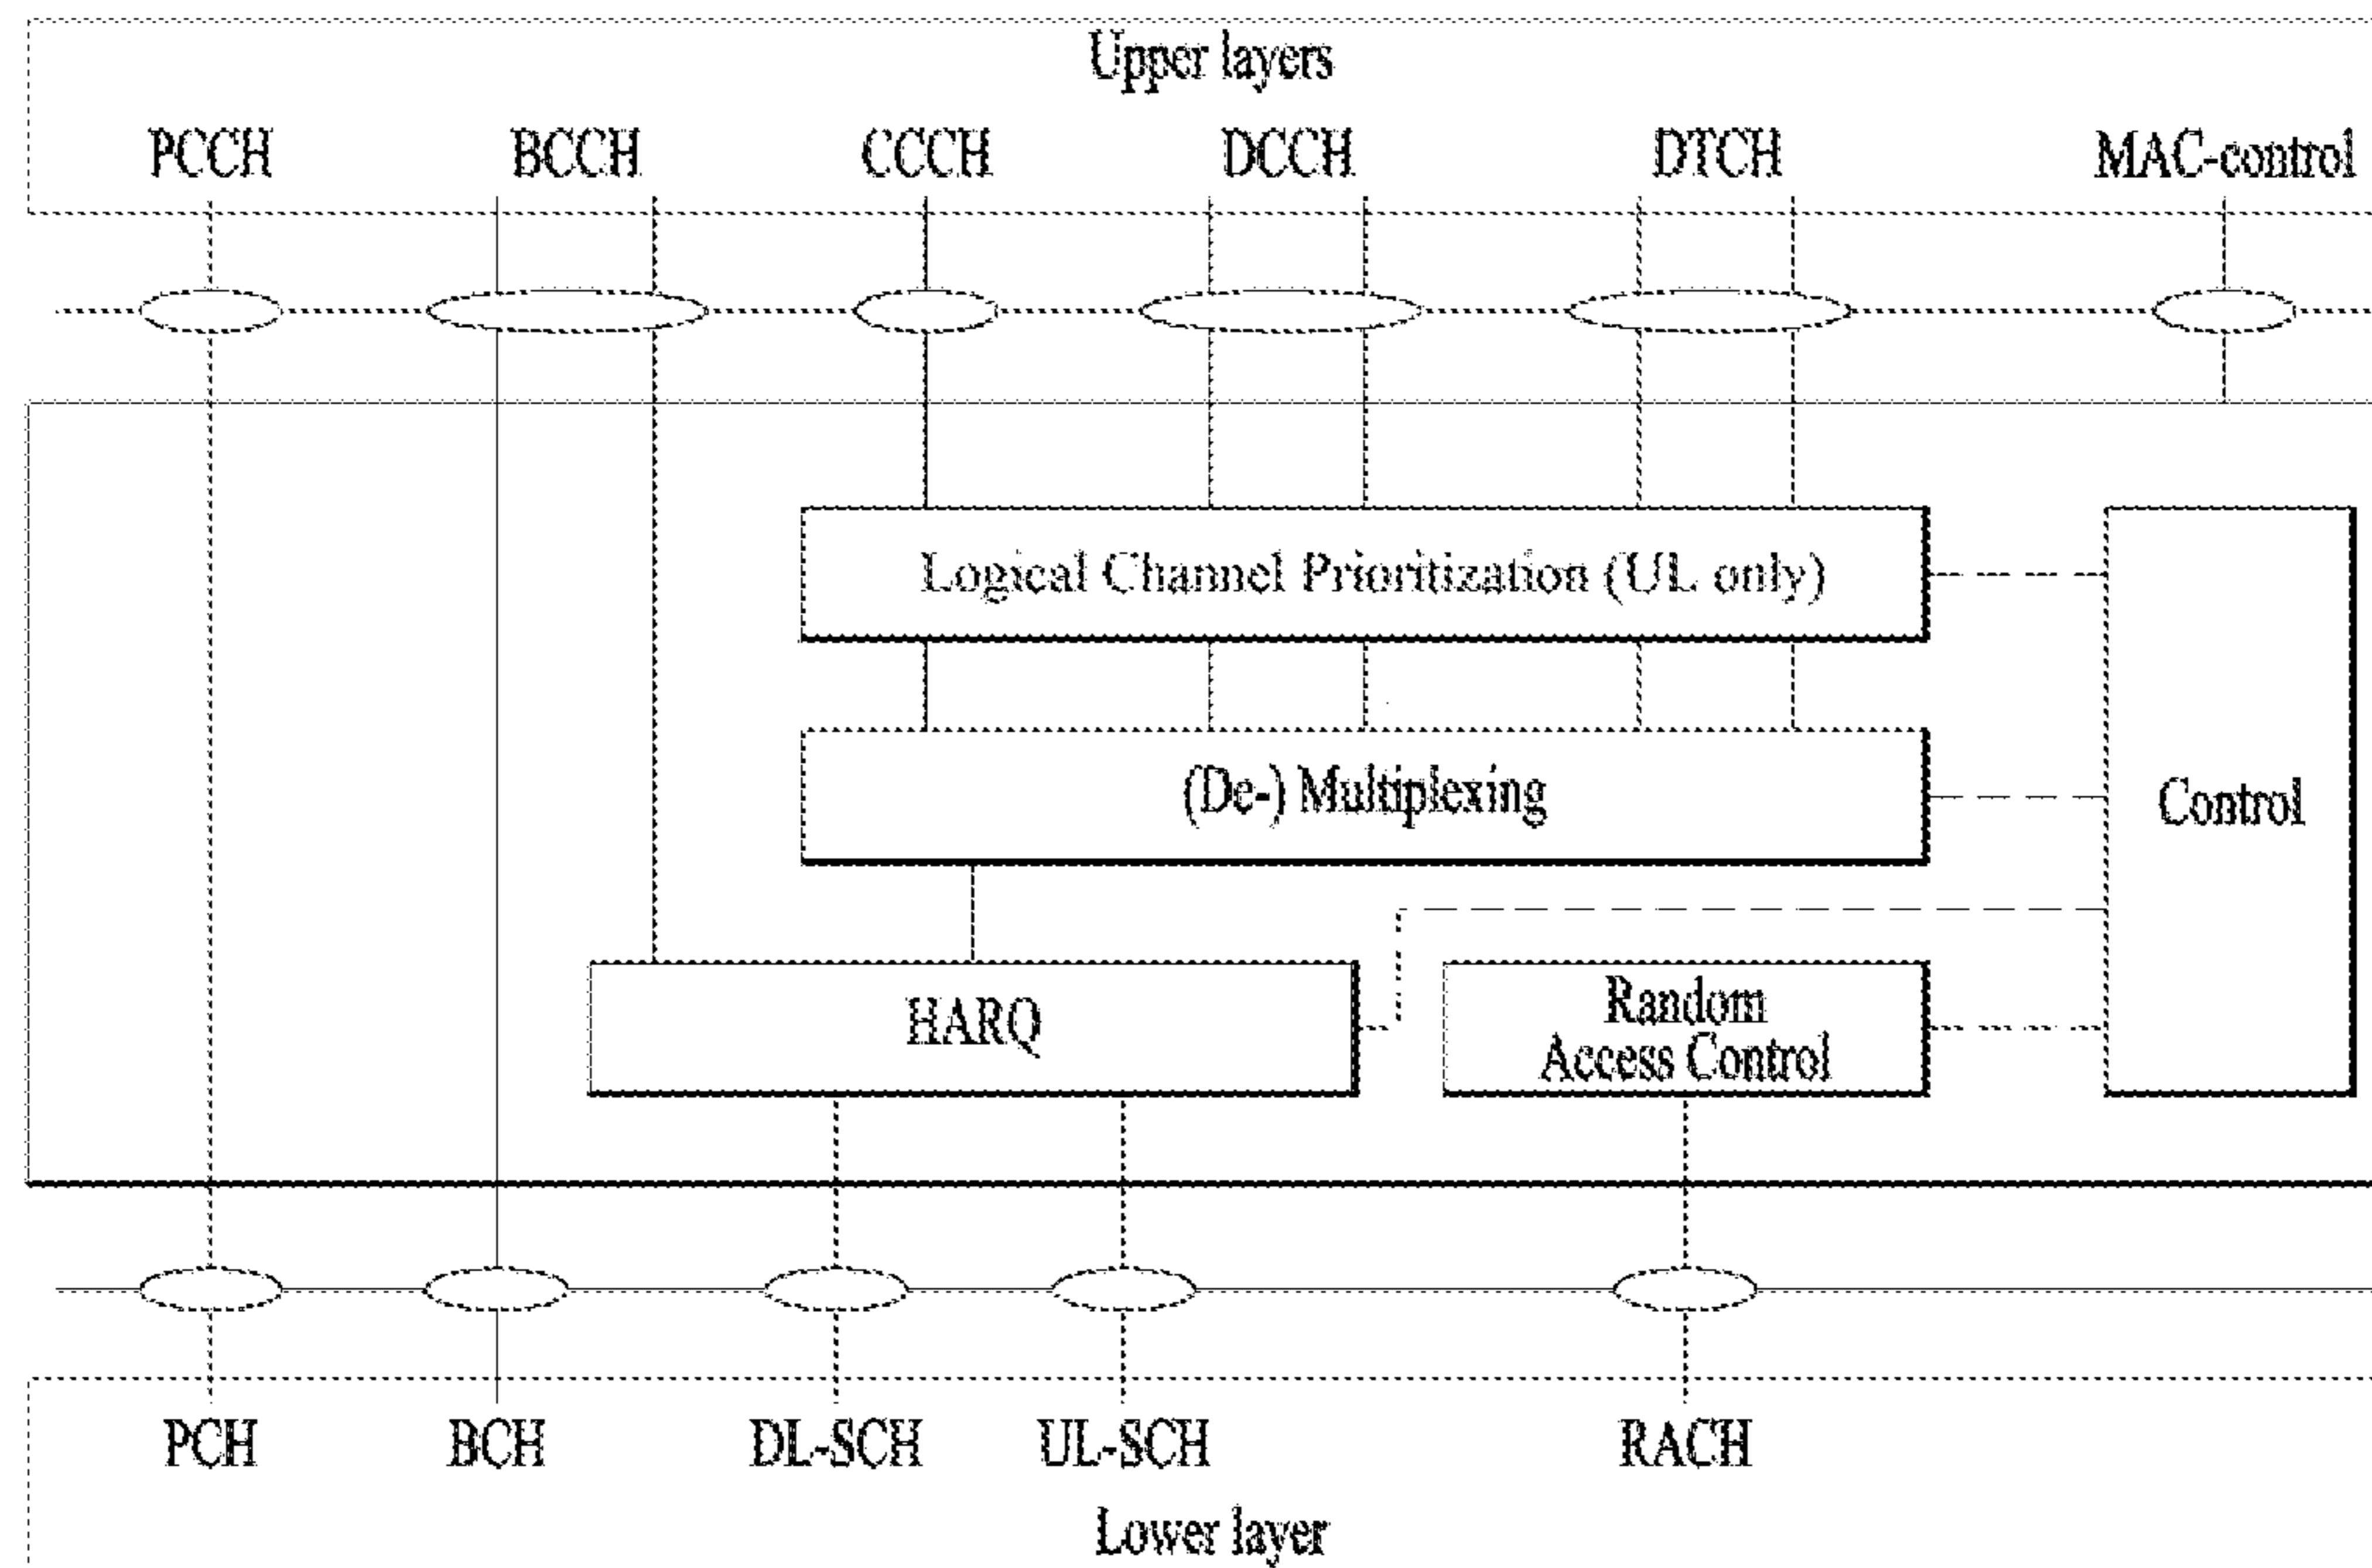 Upper layers
PCCH BCCH CCCH DCCH DTCH MAC-control
Logical Channel Prioritization (UL only)
(De-) Multiplexing
Control
HARQ
Random
Access Control
PCH BCH DL-SCH UL-SCH RACH
Lower layer